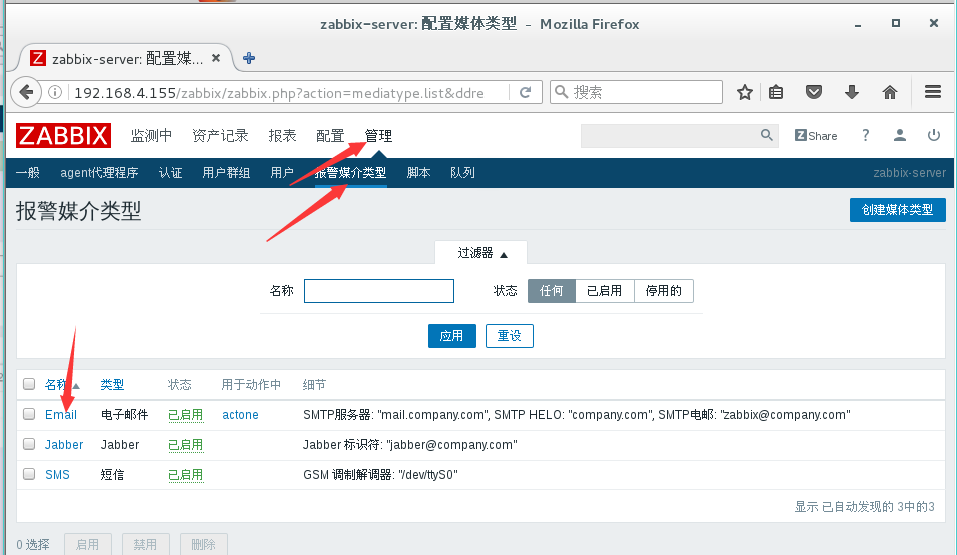 zabbix-server: 配置媒体类型 - Mozilla Firefox
zabbix-server: 配置媒...
192.168.4.155/zabbix/zabbix.php?action=mediatype.list&ddre
搜索
ZABBIX 监测中 资产记录 报表 配置 管理 Share ?
一般 agent代理程序 认证 用户群组 用户 报警媒介类型 脚本 队列 zabbix-server
报警媒介类型 创建媒体类型
过滤器
名称 状态 任何 已启用 停用的
应用 重设
名称 类型 状态 用于动作中 细节
Email 电子邮件 已启用 actone SMTP服务器: "mail.company.com", SMTP HELO: "company.com", SMTP电邮: "zabbix@company.com"
Jabber Jabber 已启用 Jabber 标识符: "jabber@company.com"
SMS 短信 已启用 GSM 调制解调器: "/dev/ttyS0"
显示 已自动发现的 3中的3
0 选择 启用 禁用 删除